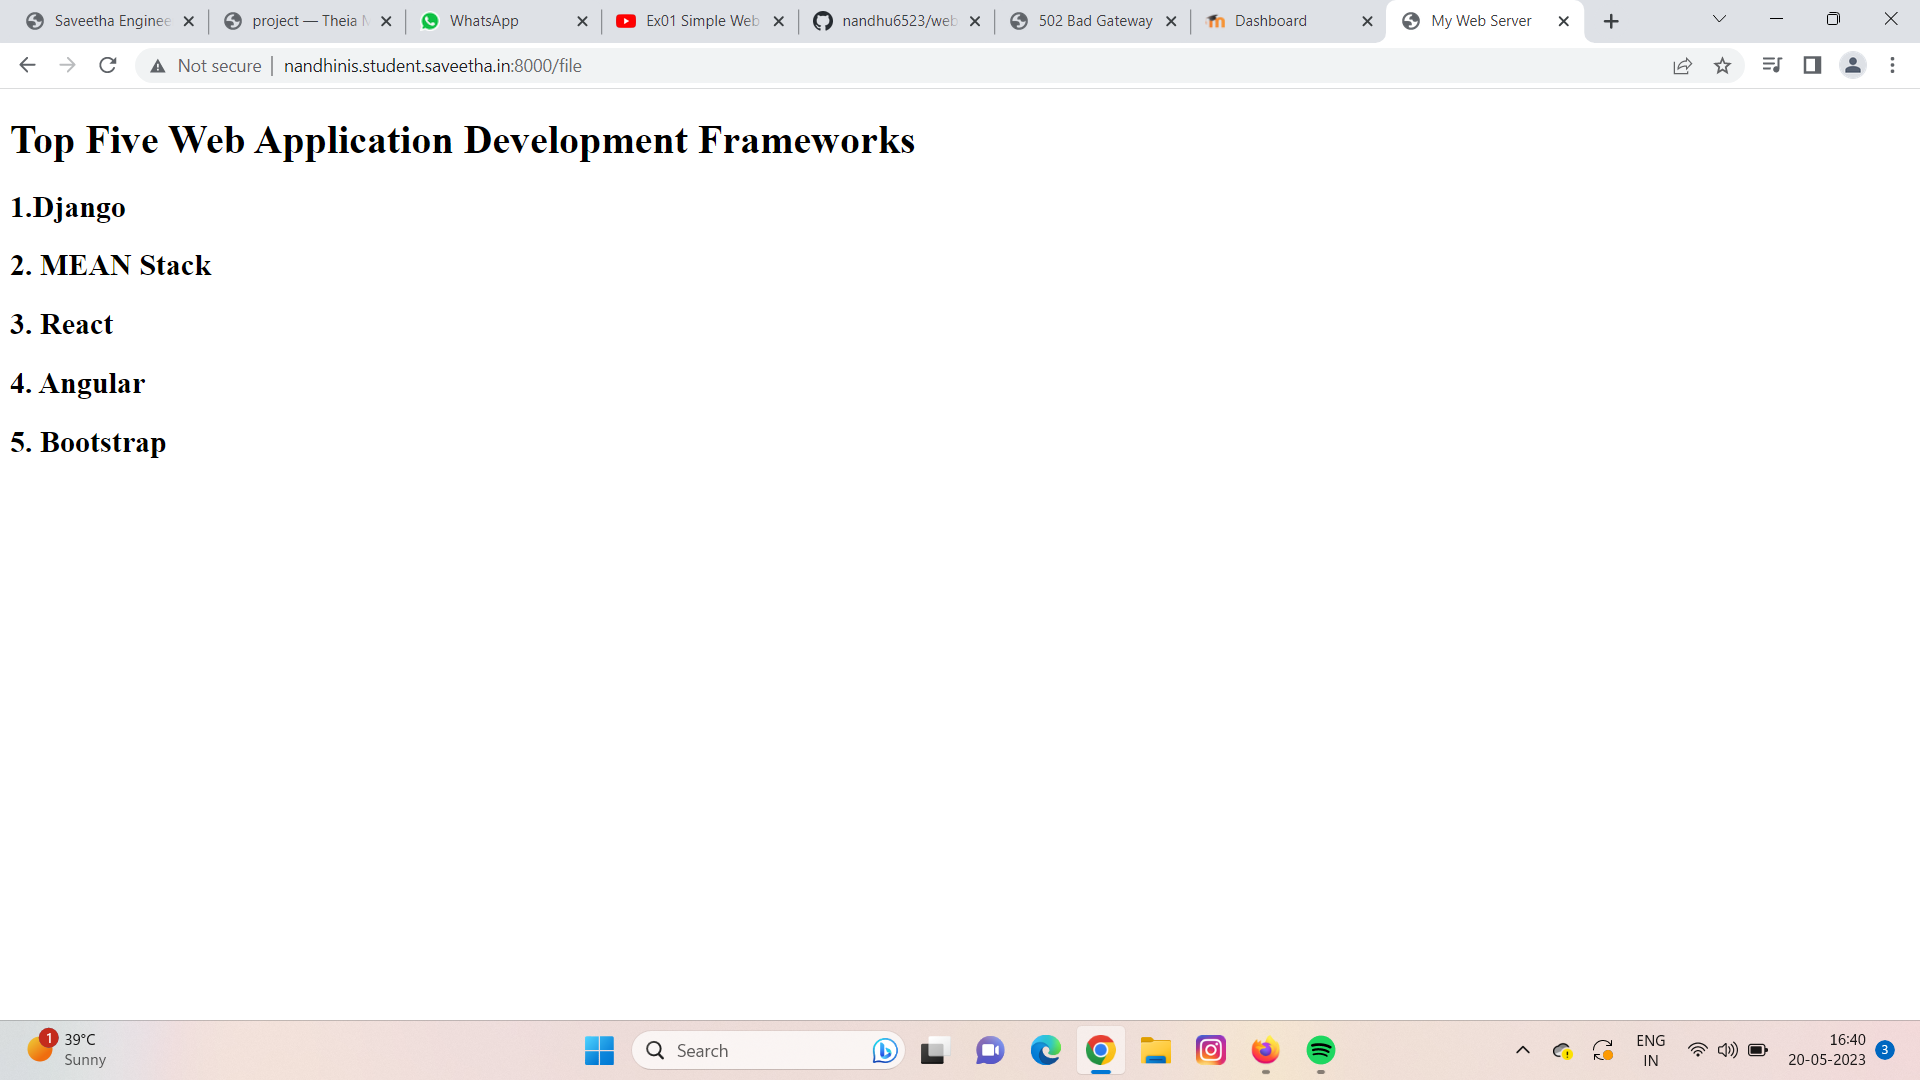 Saveetha Enginee
project — Theia M
WhatsApp
Ex01 Simple Web
nandhu6523/web
502 Bad Gateway
Dashboard
My Web Server
Not secure
nandhinis.student.saveetha.in:8000/file
Top Five Web Application Development Frameworks
1.Django
2. MEAN Stack
3. React
4. Angular
5. Bootstrap
1
39°C
Sunny
Search
ENG
IN
16:40
20-05-2023
3